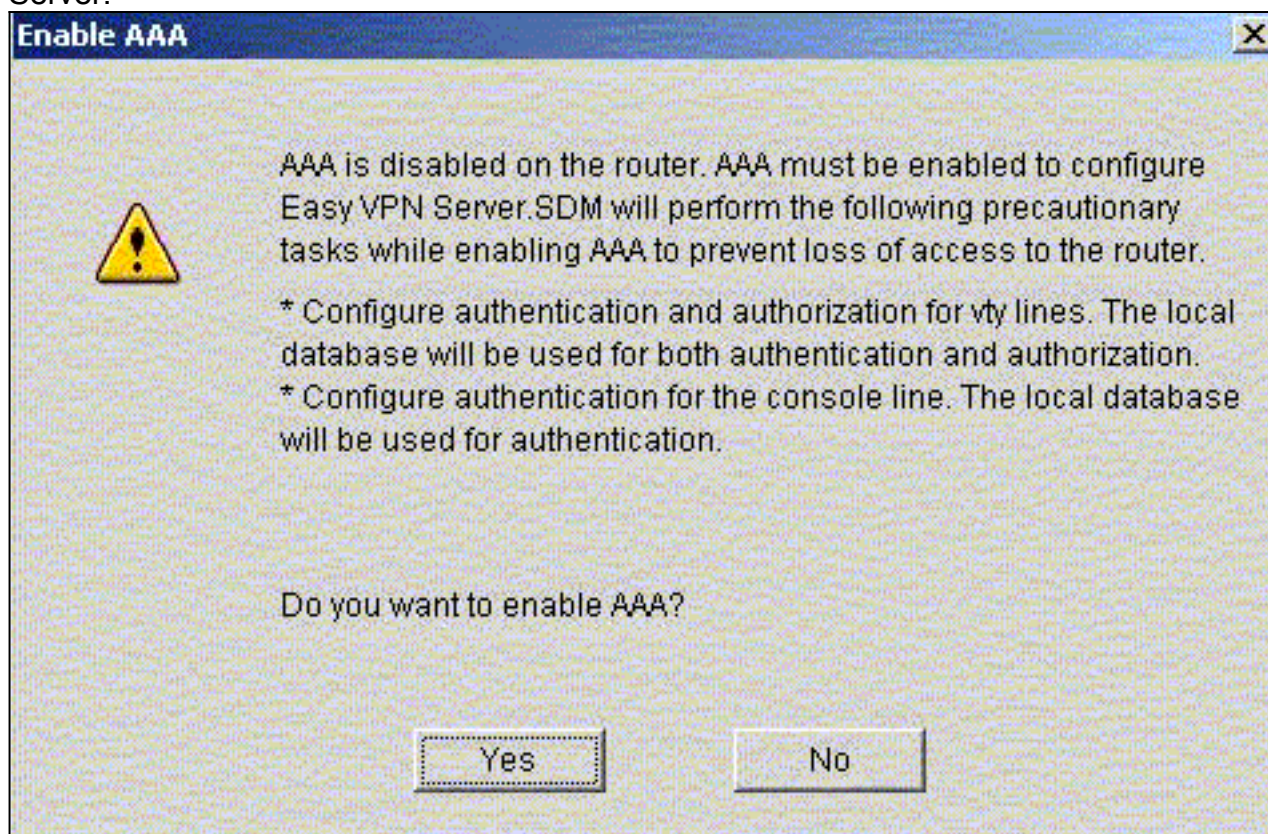 Server.
Enable AAA
AAA is disabled on the router. AAA must be enabled to configure
Easy VPN Server.SDM will perform the following precautionary
tasks while enabling AAA to prevent loss of access to the router.
* Configure authentication and authorization for vty lines. The local
database will be used for both authentication and authorization.
* Configure authentication for the console line. The local database
will be used for authentication.
Do you want to enable AAA?
Yes
No